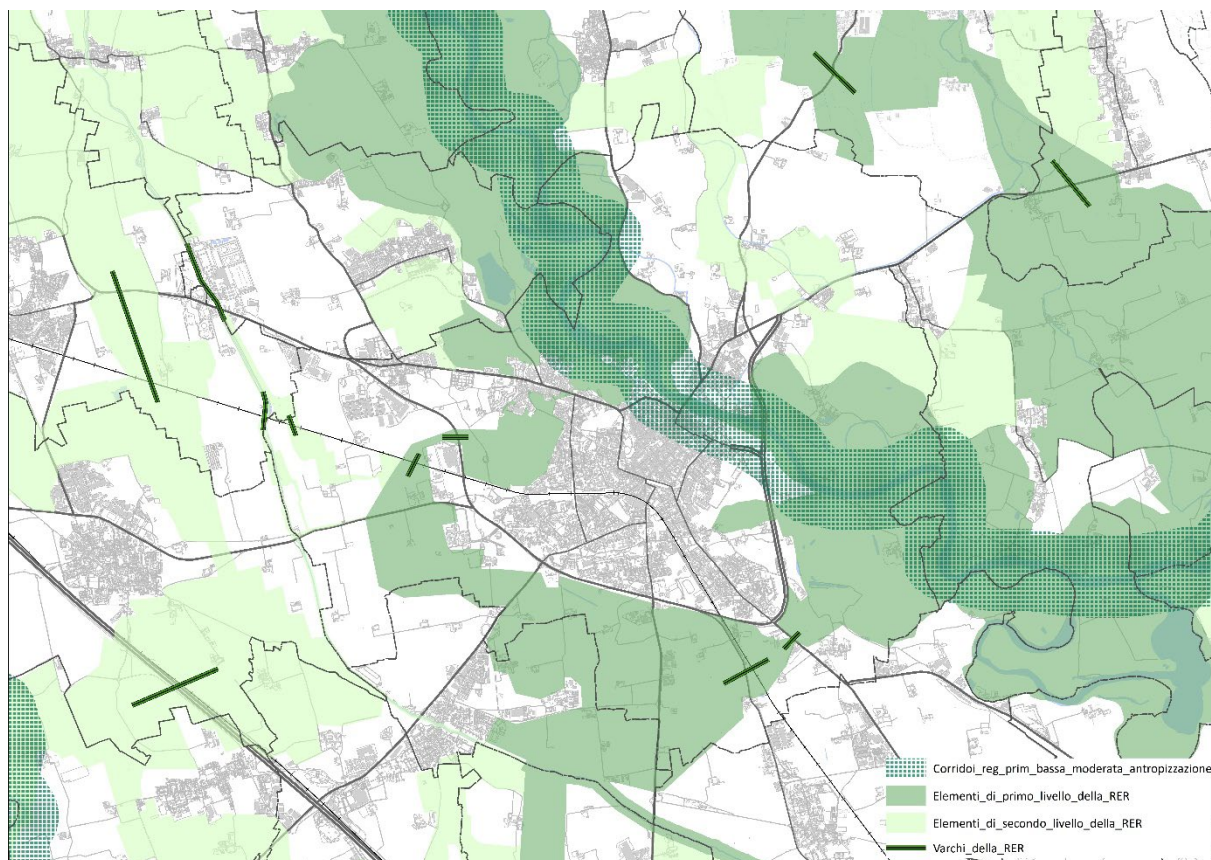 Corridoi_reg_prim_bassa_moderata_antropizzazione
Elementi_di_primo_livello_della_RER
Elementi_di_secondo_livello_della_RER
Varchi_della_RER